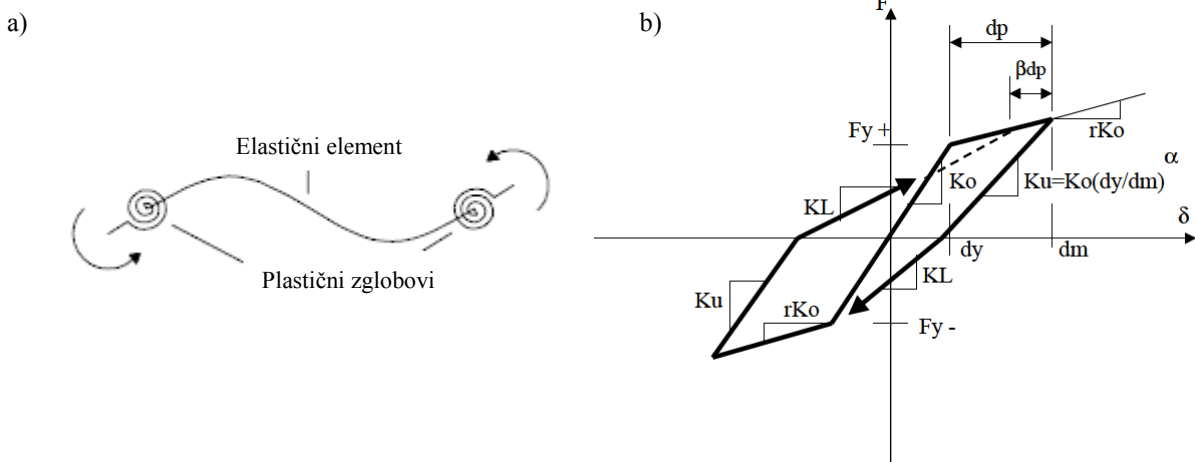 a)
Elastični element
Plastični zglobovi
b)
F
dp
βdp
Fy +
rKo
α
Ko
Ku=Ko(dy/dm)
KL
δ
dy
dm
KL
Ku
rKo
Fy -